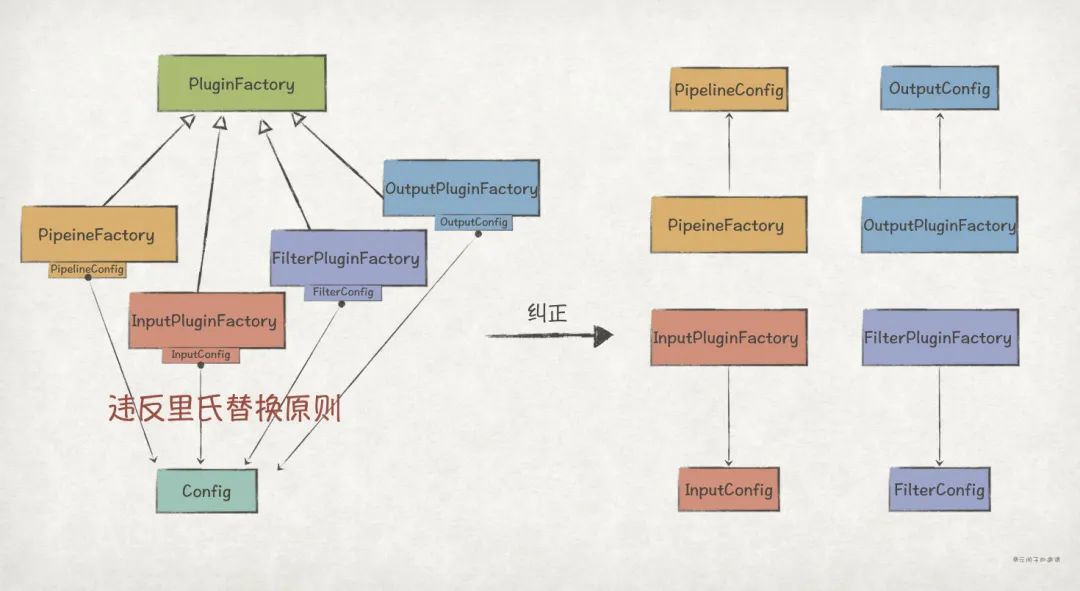 PluginFactory
PipeineFactory
PipelineConfig
InputPluginFactory
InputConfig
FilterPluginFactory
FilterConfig
OutputPluginFactory
OutputConfig
违反里氏替换原则
Config
纠正
PipelineConfig
OutputConfig
PipeineFactory
OutputPluginFactory
InputPluginFactory
FilterPluginFactory
InputConfig
FilterConfig